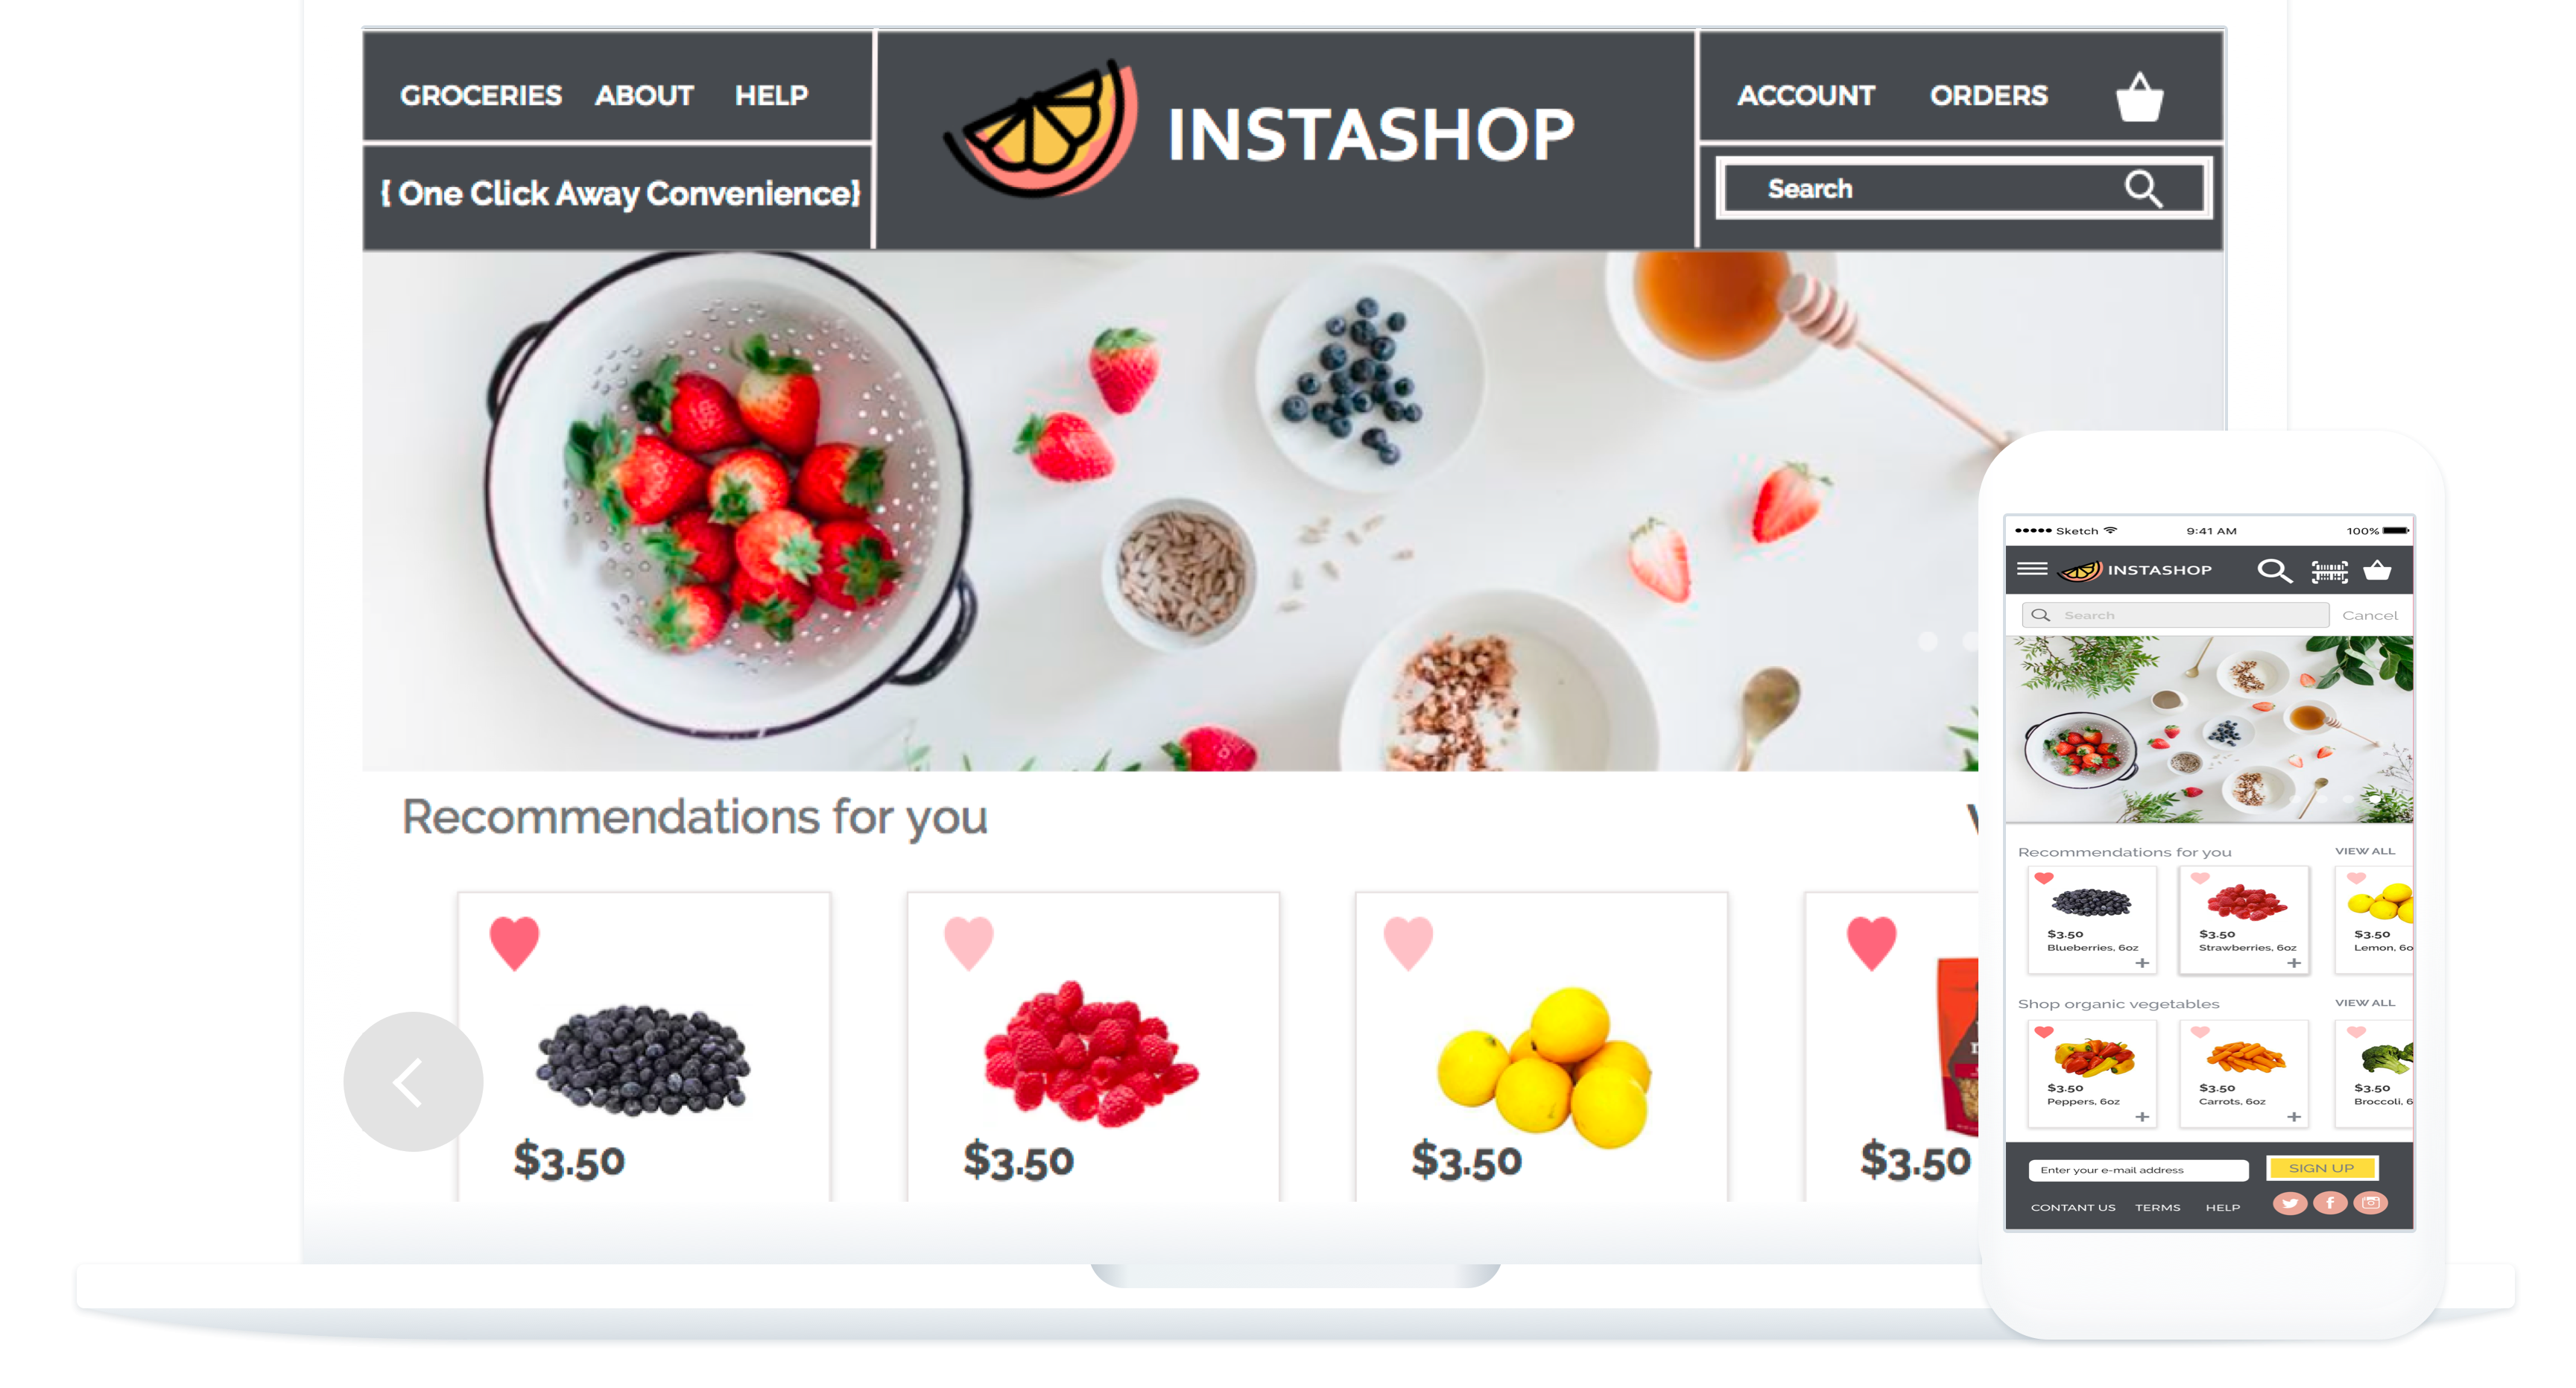 GROCERIES ABOUT HELP
{ One Click Away Convenience}
INSTASHOP
ACCOUNT ORDERS
Search
Recommendations for you
$3.50
$3.50
$3.50
$3.50
Sketch 9:41 AM 100%
INSTASHOP
Search Cancel
Recommendations for you VIEW ALL
$3.50 $3.50 $3.50
Blueberries, 6oz Strawberries, 6oz Lemon, 6o
+ +
Shop organic vegetables VIEW ALL
$3.50 $3.50 $3.50
Peppers, 6oz Carrots, 6oz Broccoli, 6
+ +
Enter your e-mail address SIGN UP
CONTANT US TERMS HELP